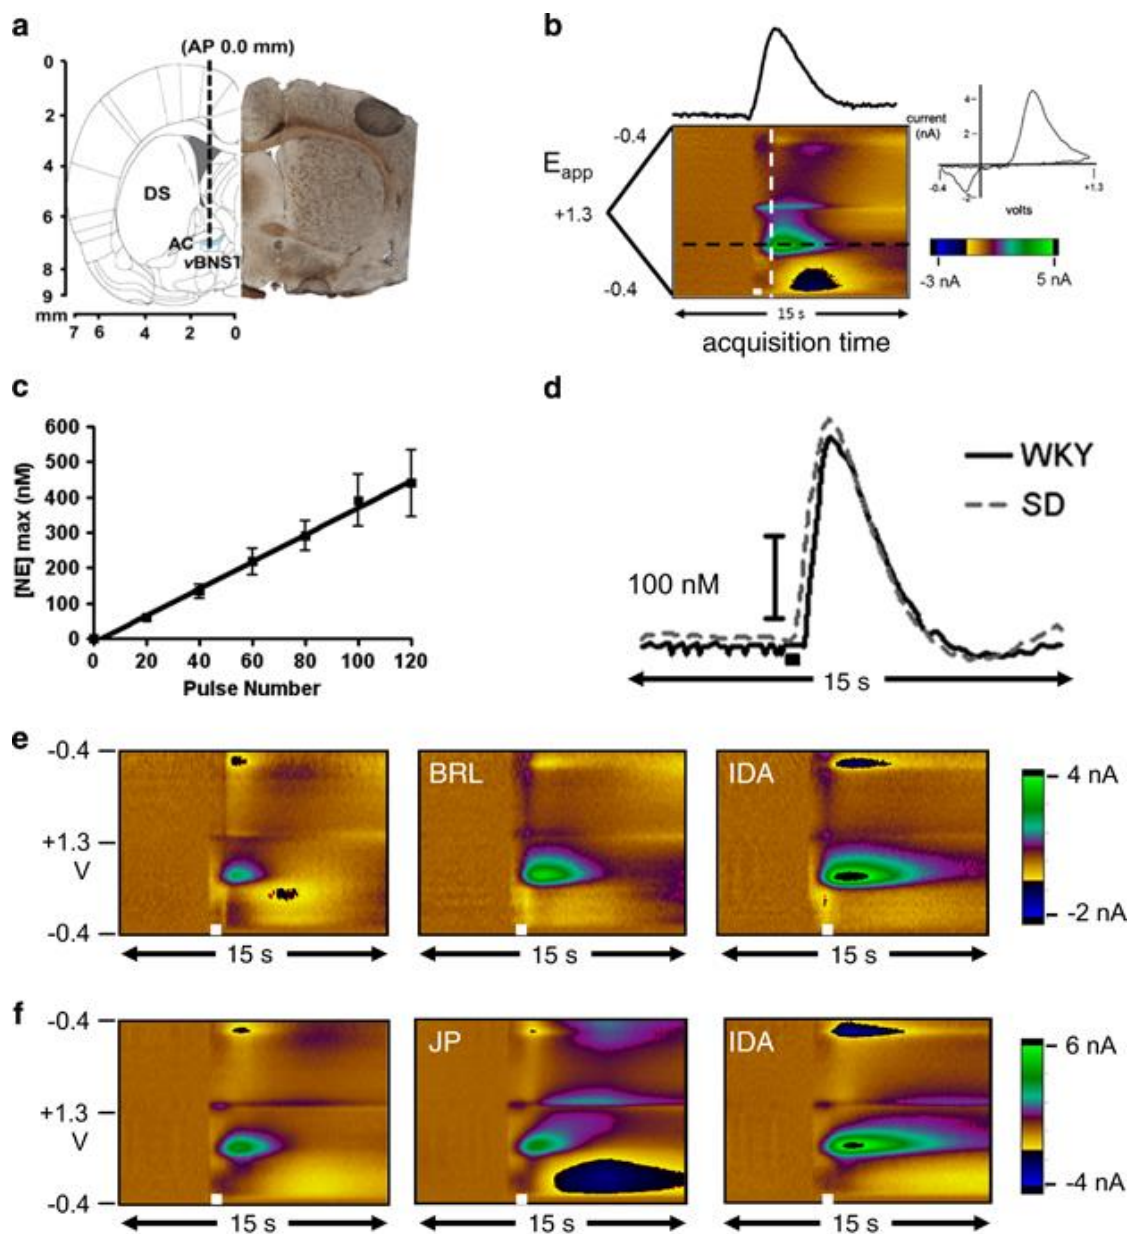 a
(AP 0.0 mm)
0
2
4
6
8
9
mm
7 6 4 2 0
DS
AC
vBNST
b
-0.4
E app
+1.3
-0.4
15 s
acquisition time
current
(nA)
4
2
-2
-0.4
+1.3
volts
-3 nA 5 nA
c
600
500
400
300
200
100
0
[NE] max (nM)
0 20 40 60 80 100 120
Pulse Number
d
WKY
SD
100 nM
15 s
e
-0.4
+1.3
V
-0.4
BRL
IDA
4 nA
-2 nA
15 s 15 s 15 s
f
-0.4
+1.3
V
-0.4
JP
IDA
6 nA
-4 nA
15 s 15 s 15 s